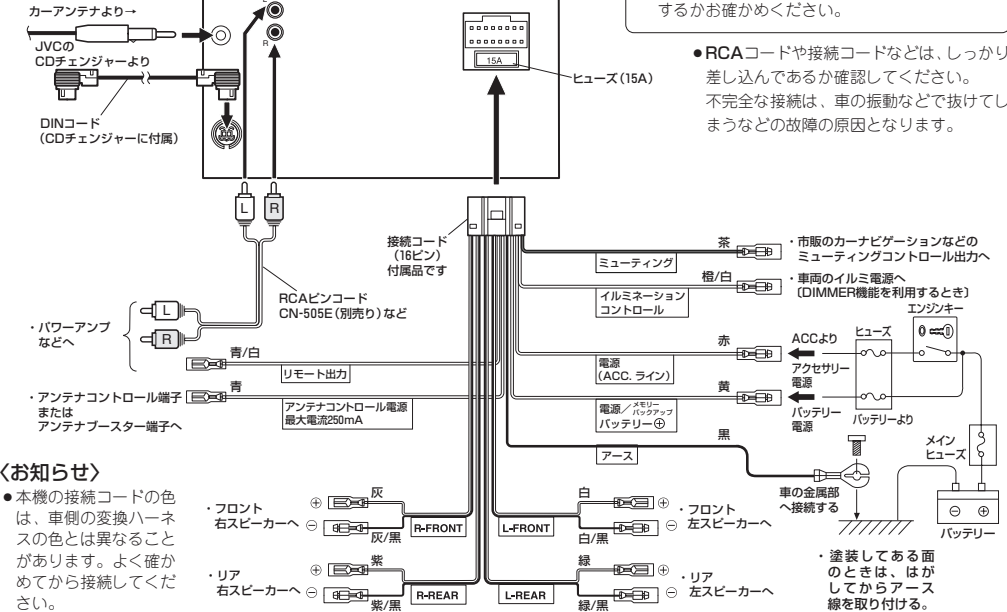 カーアンテナより→
JVCの
CDチェンジャーより
DINコード
(CDチェンジャーに付属)
R
15A
ヒューズ(15A)
するかお確かめください。
●RCAコードや接続コードなどは、しっかり
差し込んであるか確認してください。
不完全な接続は、車の振動などで抜けてし
まうなどの故障の原因となります。
L
R
接続コード
(16ピン)
付属品です
RCAピンコード
CN-505E(別売り)など
L
R
・パワーアンプ
などへ
青/白
リモート出力
・アンテナコントロール端子
または
アンテナブースター端子へ
青
アンテナコントロール電源
最大電流250mA
茶
ミューティング
・市販のカーナビゲーションなどの
ミューティングコントロール出力へ
橙/白
イルミネーション
コントロール
・車両のイルミ電源へ
〔DIMMER機能を利用するとき〕
エンジンキー
赤
電源
(ACC. ライン)
ACCより
アクセサリー
電源
ヒューズ
黄
電源/メモリーバックアップ
バッテリー⊕
バッテリー
電源
バッテリーより
黒
アース
メイン
ヒューズ
車の金属部
へ接続する
⊖ ⊕
バッテリー
・塗装してある面
のときは、はが
してからアース
線を取り付ける。
〈お知らせ〉
●本機の接続コードの色
は、車側の変換ハーネ
スの色とは異なること
があります。よく確か
めてから接続してくだ
さい。
・フロント
右スピーカーへ
⊕ 灰
⊖ 灰/黒
R-FRONT
L-FRONT
白 ⊕
白/黒 ⊖
・フロント
左スピーカーへ
・リア
右スピーカーへ
⊕ 紫
⊖ 紫/黒
R-REAR
L-REAR
緑 ⊕
緑/黒 ⊖
・リア
左スピーカーへ